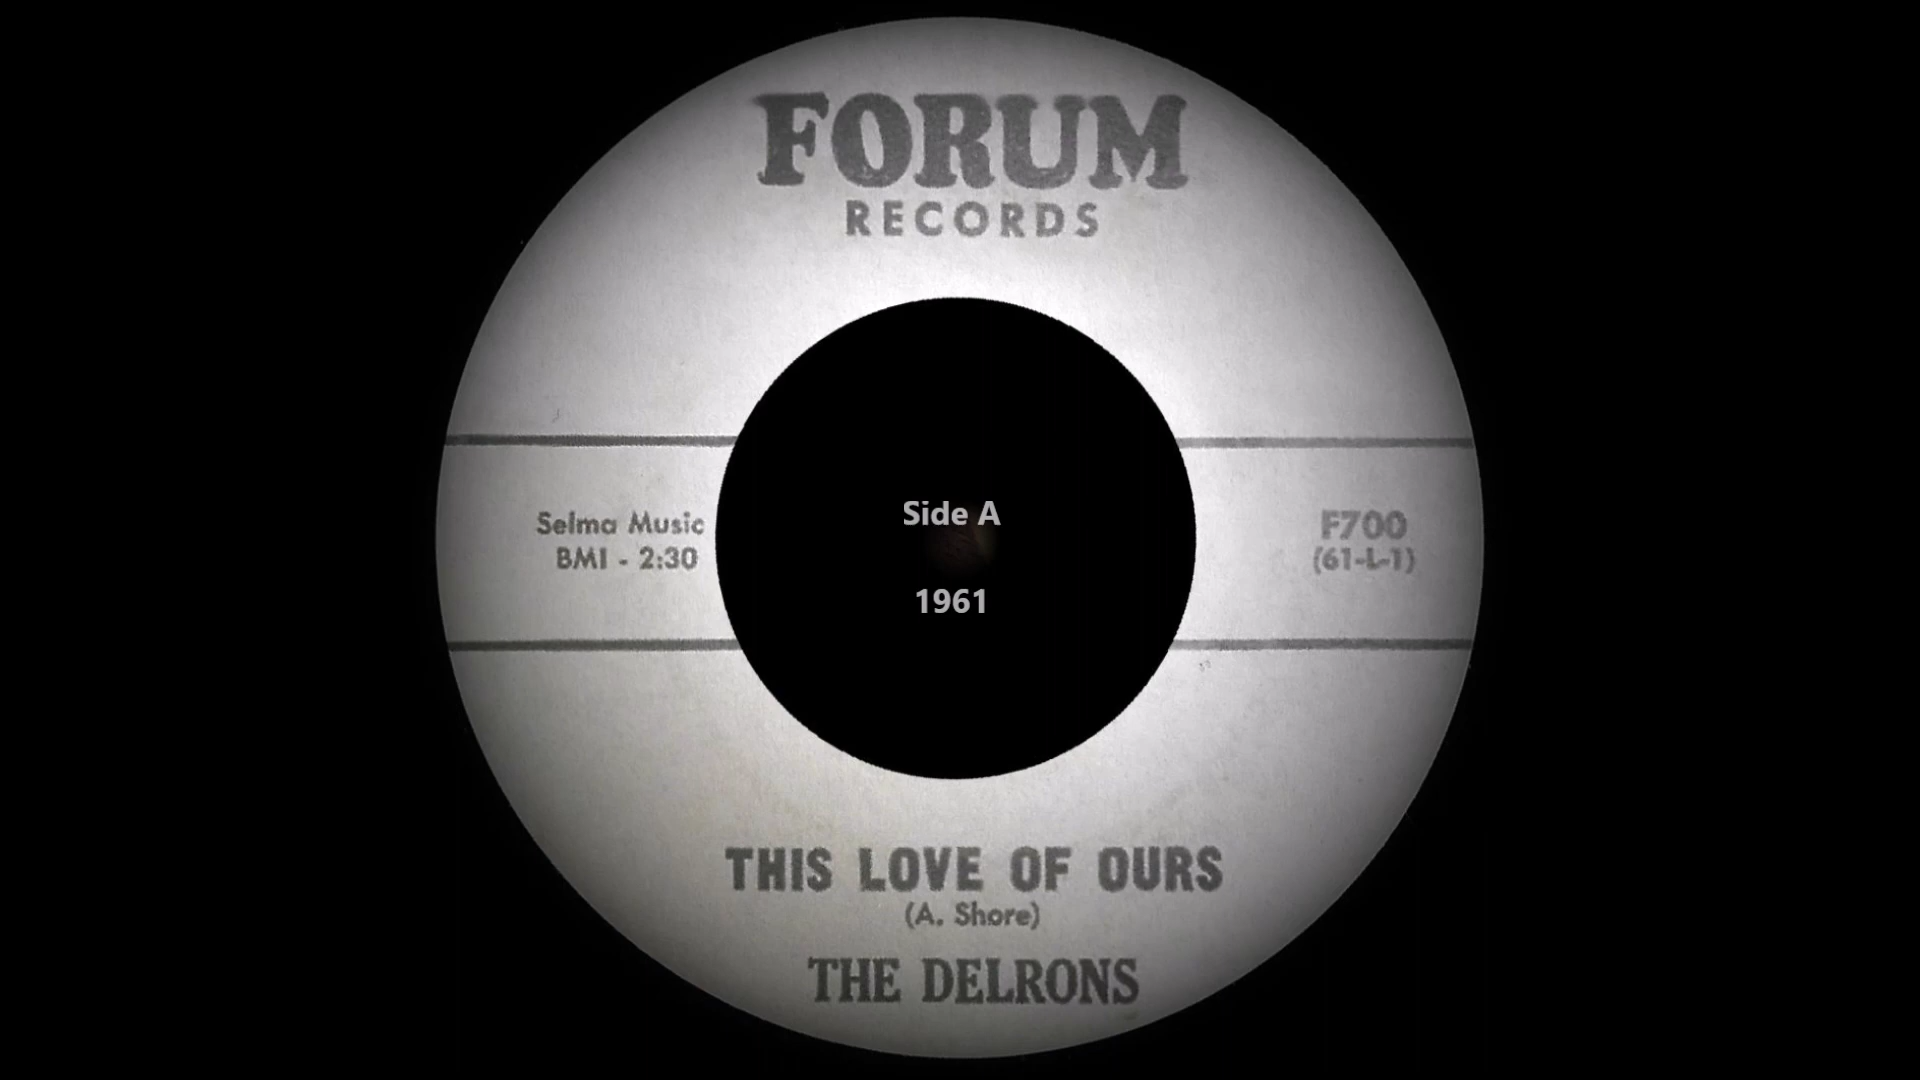 FORUM
RECORDS
Selma Music
BMI - 2:30
Side A
1961
F700
(61-L-1)
THIS LOVE OF OURS
(A. Shore)
THE DELRONS